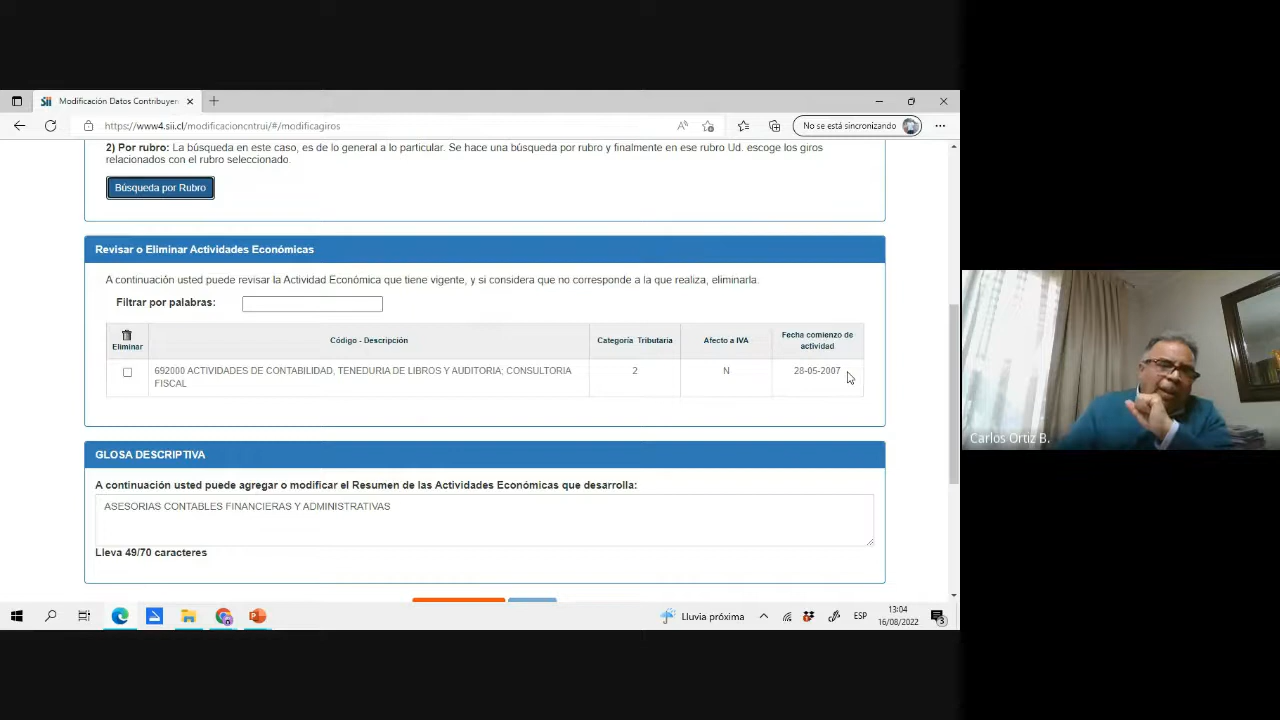 Modificación Datos Contribuyen
https://www4.sii.cl/modificacioncntrui/#/modificagiros
No se está sincronizando
2) Por rubro: La búsqueda en este caso, es de lo general a lo particular. Se hace una búsqueda por rubro y finalmente en ese rubro Ud. escoge los giros
relacionados con el rubro seleccionado.
Búsqueda por Rubro
Revisar o Eliminar Actividades Económicas
A continuación usted puede revisar la Actividad Económica que tiene vigente, y si considera que no corresponde a la que realiza, eliminarla.
Filtrar por palabras:
Eliminar
Código - Descripción
Categoría Tributaria
Afecto a IVA
Fecha comienzo de
actividad
692000 ACTIVIDADES DE CONTABILIDAD, TENEDURIA DE LIBROS Y AUDITORIA; CONSULTORIA
FISCAL
2
N
28-05-2007
GLOSA DESCRIPTIVA
A continuación usted puede agregar o modificar el Resumen de las Actividades Económicas que desarrolla:
ASESORIAS CONTABLES FINANCIERAS Y ADMINISTRATIVAS
Lleva 49/70 caracteres
Lluvia próxima
ESP
13:04
16/08/2022
3
Carlos Ortiz B.